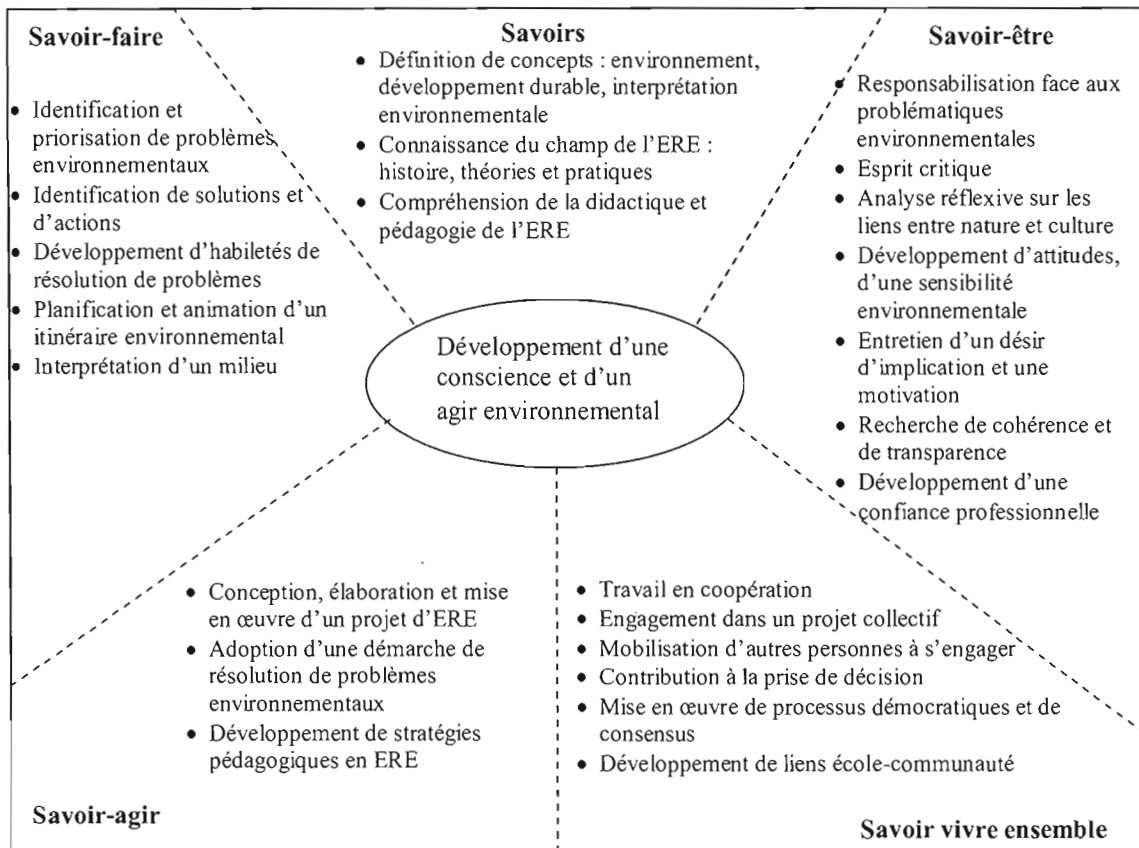 Savoir-faire
• Identification et
priorisation de problèmes
environnementaux
• Identification de solutions et
d'actions
• Développement d'habiletés de
résolution de problèmes
• Planification et animation d'un
itinéraire environnemental
• Interprétation d'un milieu
Savoirs
• Définition de concepts : environnement,
développement durable, interprétation
environnementale
• Connaissance du champ de l'ERE :
histoire, théories et pratiques
• Compréhension de la didactique et
pédagogie de l'ERE
Savoir-être
• Responsabilisation face aux
problématiques
environnementales
• Esprit critique
• Analyse réflexive sur les
liens entre nature et culture
• Développement d'attitudes,
d'une sensibilité
environnementale
• Entretien d'un désir
d'implication et une
motivation
• Recherche de cohérence et
de transparence
• Développement d'une
confiance professionnelle
Développement d'une
conscience et d'un
agir environnemental
• Conception, élaboration et mise
en œuvre d'un projet d'ERE
• Adoption d'une démarche de
résolution de problèmes
environnementaux
• Développement de stratégies
pédagogiques en ERE
Savoir-agir
• Travail en coopération
• Engagement dans un projet collectif
• Mobilisation d'autres personnes à s'engager
• Contribution à la prise de décision
• Mise en œuvre de processus démocratiques et de
consensus
• Développement de liens école-communauté
Savoir vivre ensemble